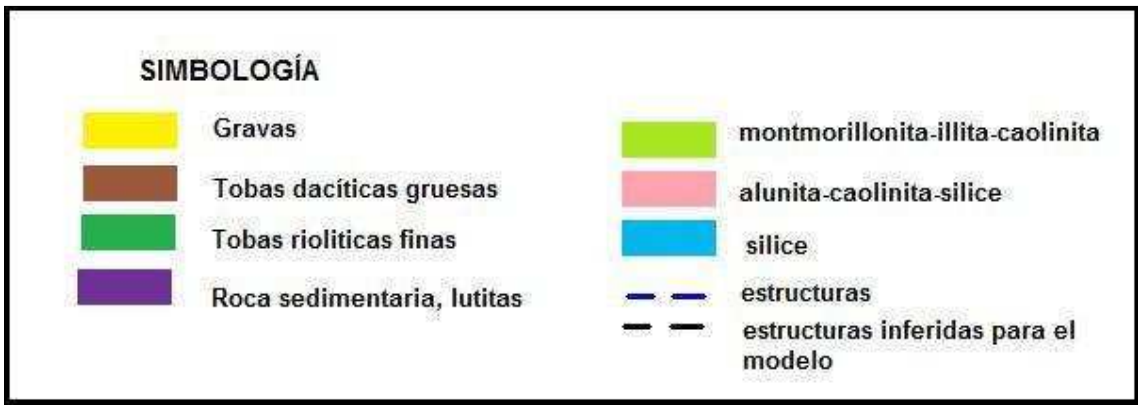 SIMBOLOGÍA
Gravas
Tobas dacíticas gruesas
Tobas rioliticas finas
Roca sedimentaria, lutitas
montmorillonita-illita-caolinita
alunita-caolinita-silice
silice
estructuras
estructuras inferidas para el
modelo